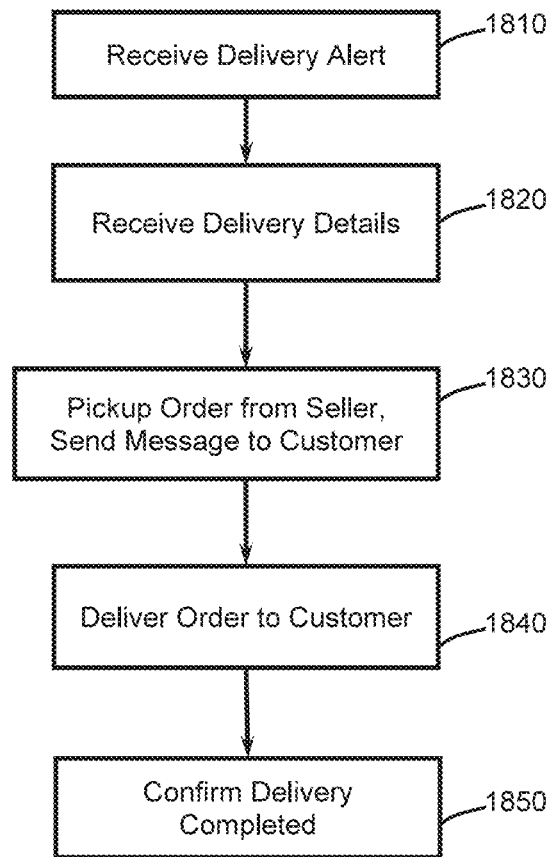 1810
Receive Delivery Alert
1820
Receive Delivery Details
1830
Pickup Order from Seller,
Send Message to Customer
Deliver Order to Customer
1840
Confirm Delivery
Completed
1850